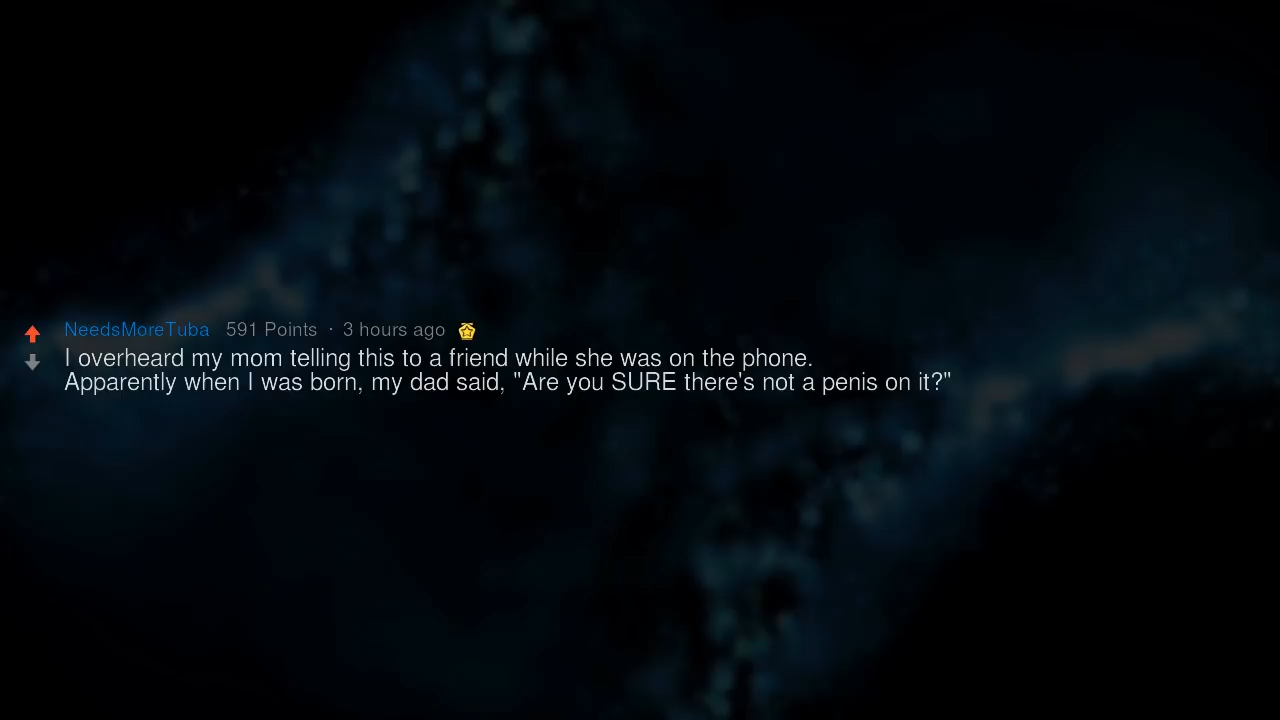 NeedsMoreTuba 591 Points · 3 hours ago
I overheard my mom telling this to a friend while she was on the phone.
Apparently when I was born, my dad said, "Are you SURE there's not a penis on it?"